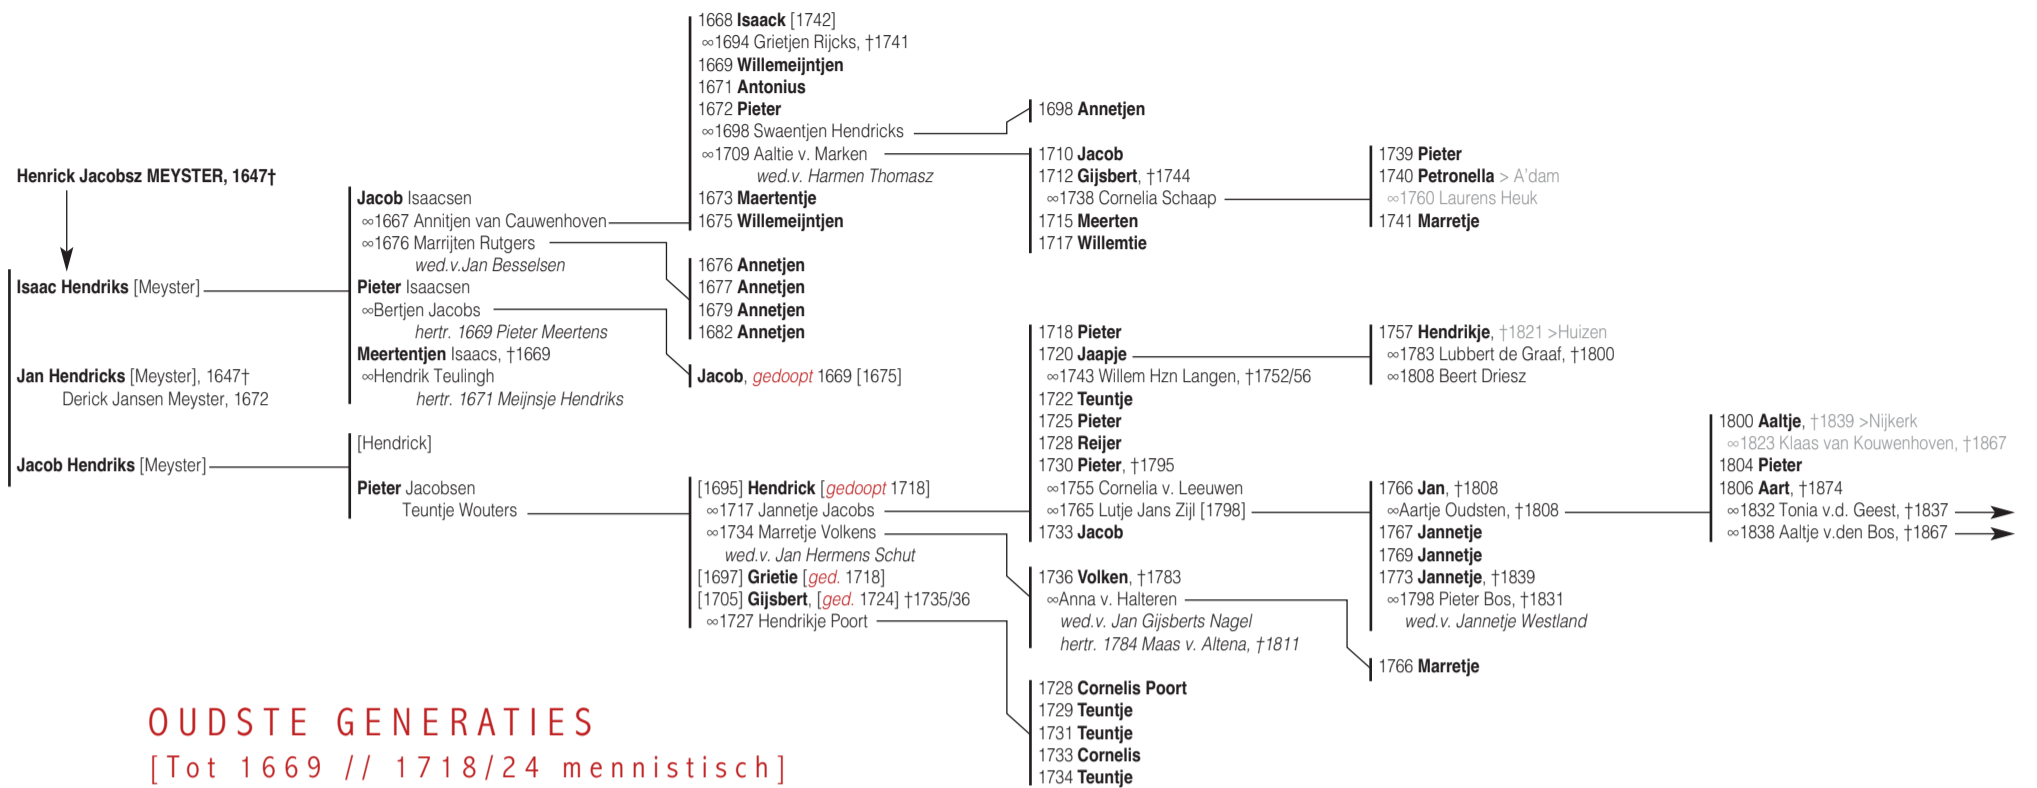 Henrick Jacobsz MEYSTER, 1647†
Isaac Hendriks [Meyster]
Jan Hendricks [Meyster], 1647†
Derick Jansen Meyster, 1672
Jacob Hendriks [Meyster]
Jacob Isaacsen
∞1667 Annitjen van Cauwenhoven
∞1676 Marrijten Rutgers
wed.v.Jan Besselsen
Pieter Isaacsen
∞Bertjen Jacobs
hertr. 1669 Pieter Meertens
Meertentjen Isaacs, †1669
∞Hendrik Teulingh
hertr. 1671 Meijnsje Hendriks
[Hendrick]
Pieter Jacobsen
Teuntje Wouters
1668 Isaack [1742]
∞1694 Grietjen Rijcks, †1741
1669 Willemeijntjen
1671 Antonius
1672 Pieter
∞1698 Swaentjen Hendricks
∞1709 Aaltie v. Marken
wed.v. Harmen Thomasz
1673 Maertentje
1675 Willemeijntjen
1676 Annetjen
1677 Annetjen
1679 Annetjen
1682 Annetjen
Jacob, gedoopt 1669 [1675]
[1695] Hendrick [gedoopt 1718]
∞1717 Jannetje Jacobs
∞1734 Marretje Volkens
wed.v. Jan Hermens Schut
[1697] Grietie [ged. 1718]
[1705] Gijsbert, [ged. 1724] †1735/36
∞1727 Hendrikje Poort
1698 Annetjen
1710 Jacob
1712 Gijsbert, †1744
∞1738 Cornelia Schaap
1715 Meerten
1717 Willemtie
1718 Pieter
1720 Jaapje
∞1743 Willem Hzn Langen, †1752/56
1722 Teuntje
1725 Pieter
1728 Reijer
1730 Pieter, †1795
∞1755 Cornelia v. Leeuwen
∞1765 Lutje Jans Zijl [1798]
1733 Jacob
1736 Volken, †1783
∞Anna v. Halteren
wed.v. Jan Gijsberts Nagel
hertr. 1784 Maas v. Altena, †1811
1728 Cornelis Poort
1729 Teuntje
1731 Teuntje
1733 Cornelis
1734 Teuntje
1739 Pieter
1740 Petronella > A'dam
∞1760 Laurens Heuk
1741 Marretje
1757 Hendrikje, †1821 >Huizen
∞1783 Lubbert de Graaf, †1800
∞1808 Beert Driesz
1766 Jan, †1808
∞Aartje Oudsten, †1808
1767 Jannetje
1769 Jannetje
1773 Jannetje, †1839
∞1798 Pieter Bos, †1831
wed.v. Jannetje Westland
1766 Marretje
1800 Aaltje, †1839 >Nijkerk
∞1823 Klaas van Kouwenhoven, †1867
1804 Pieter
1806 Aart, †1874
∞1832 Tonia v.d. Geest, †1837
∞1838 Aaltje v.den Bos, †1867
OUDSTE GENERATIES
[Tot 1669 // 1718/24 mennistisch]